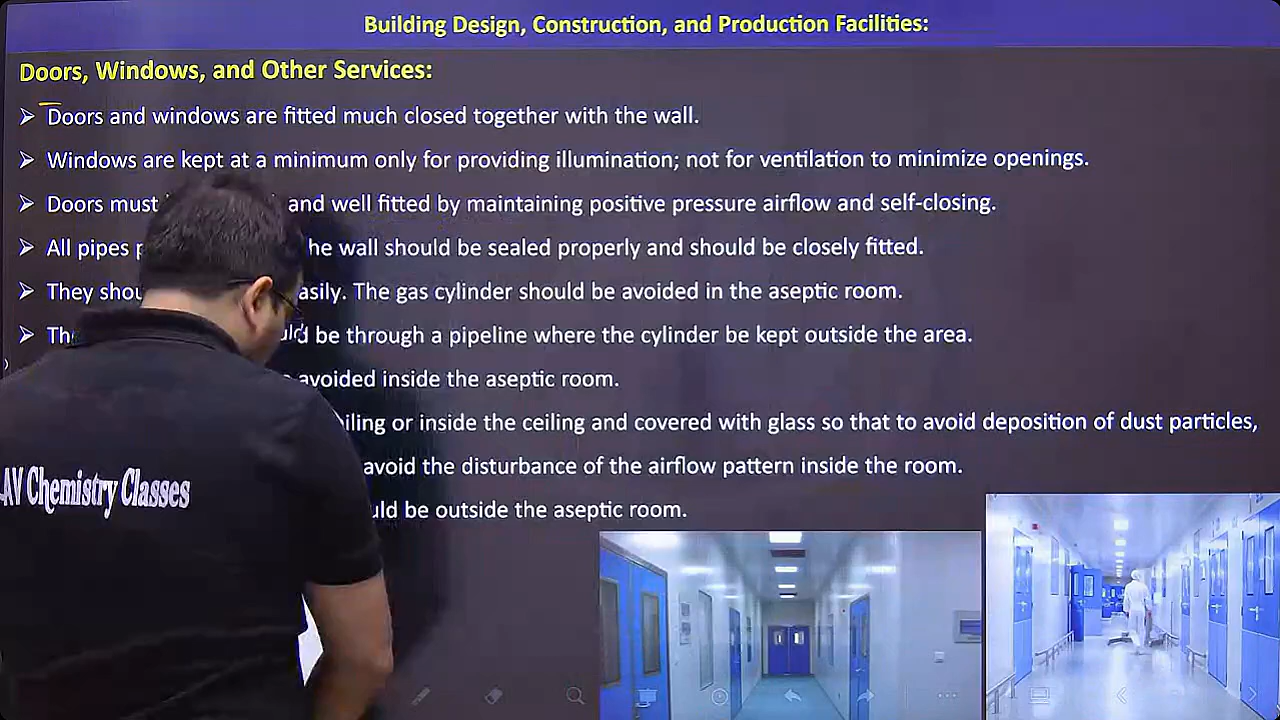 Building Design, Construction, and Production Facilities:
Doors, Windows, and Other Services:
➢ Doors and windows are fitted much closed together with the wall.
➢ Windows are kept at a minimum only for providing illumination; not for ventilation to minimize openings.
➢ Doors must and well fitted by maintaining positive pressure airflow and self-closing.
➢ All pipes he wall should be sealed properly and should be closely fitted.
➢ They asily. The gas cylinder should be avoided in the aseptic room.
➢ be through a pipeline where the cylinder be kept outside the area.
avoided inside the aseptic room.
or inside the ceiling and covered with glass so that to avoid deposition of dust particles,
avoid the disturbance of the airflow pattern inside the room.
be outside the aseptic room.
AV Chemistry Classes